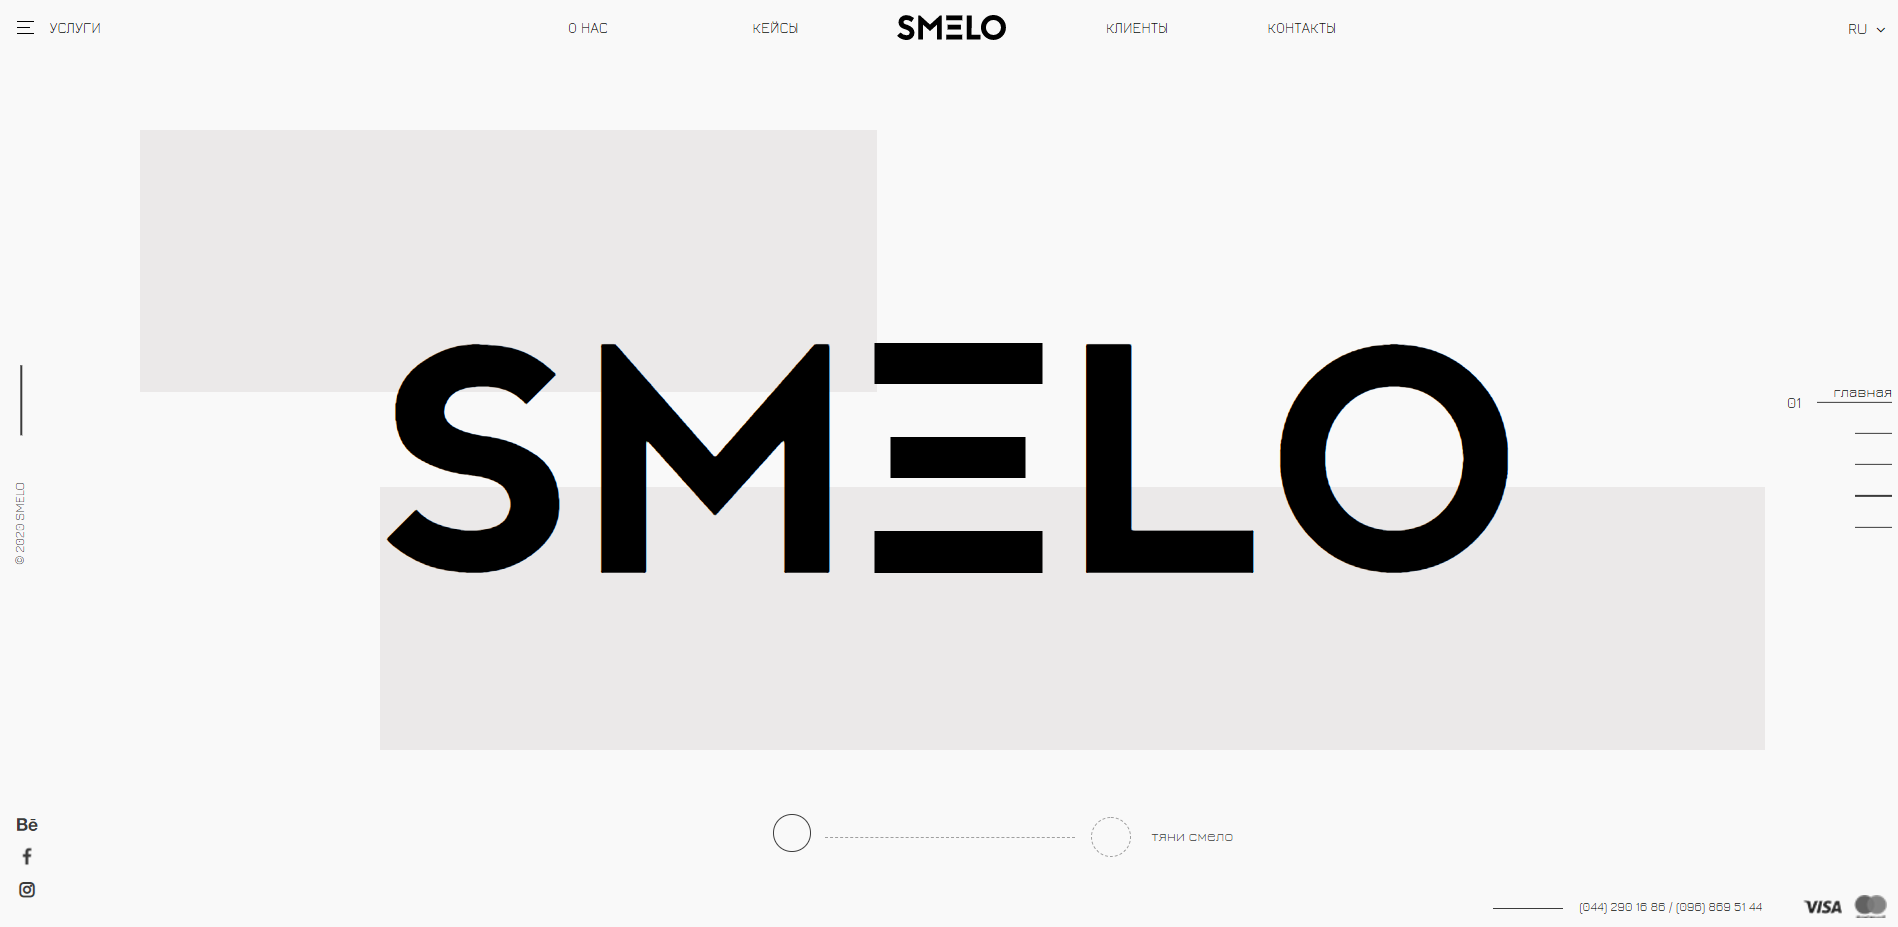 УСЛУГИ
О НАС
КЕЙСЫ
SMELO
КЛИЕНТЫ
КОНТАКТЫ
RU
SMELO
главная
01
© 2020 SMELO
Bē
тяни смело
(044) 290 16 86 / (096) 869 51 44
VISA